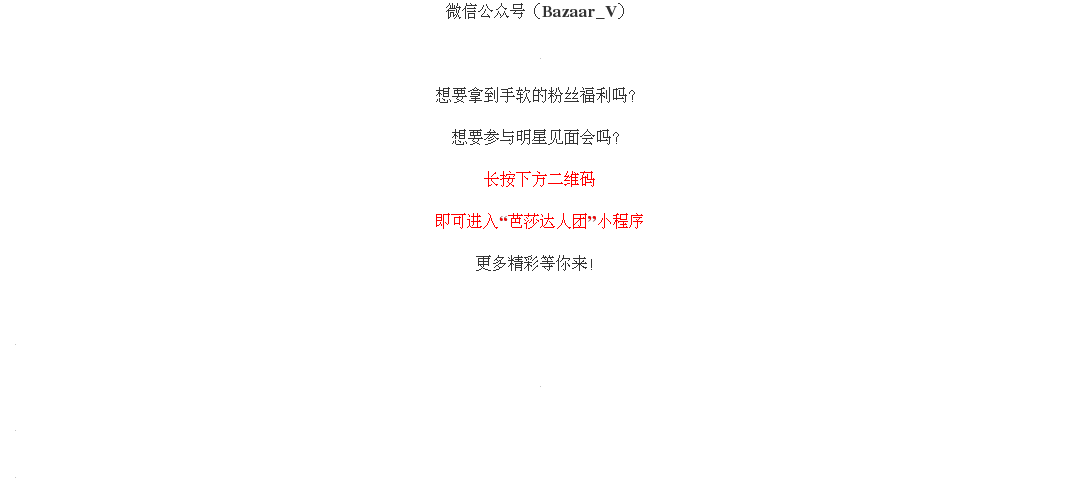 微信公众号（Bazaar_V）
想要拿到手软的粉丝福利吗?
想要参与明星见面会吗?
长按下方二维码
即可进入“芭莎达人团”小程序
更多精彩等你来!